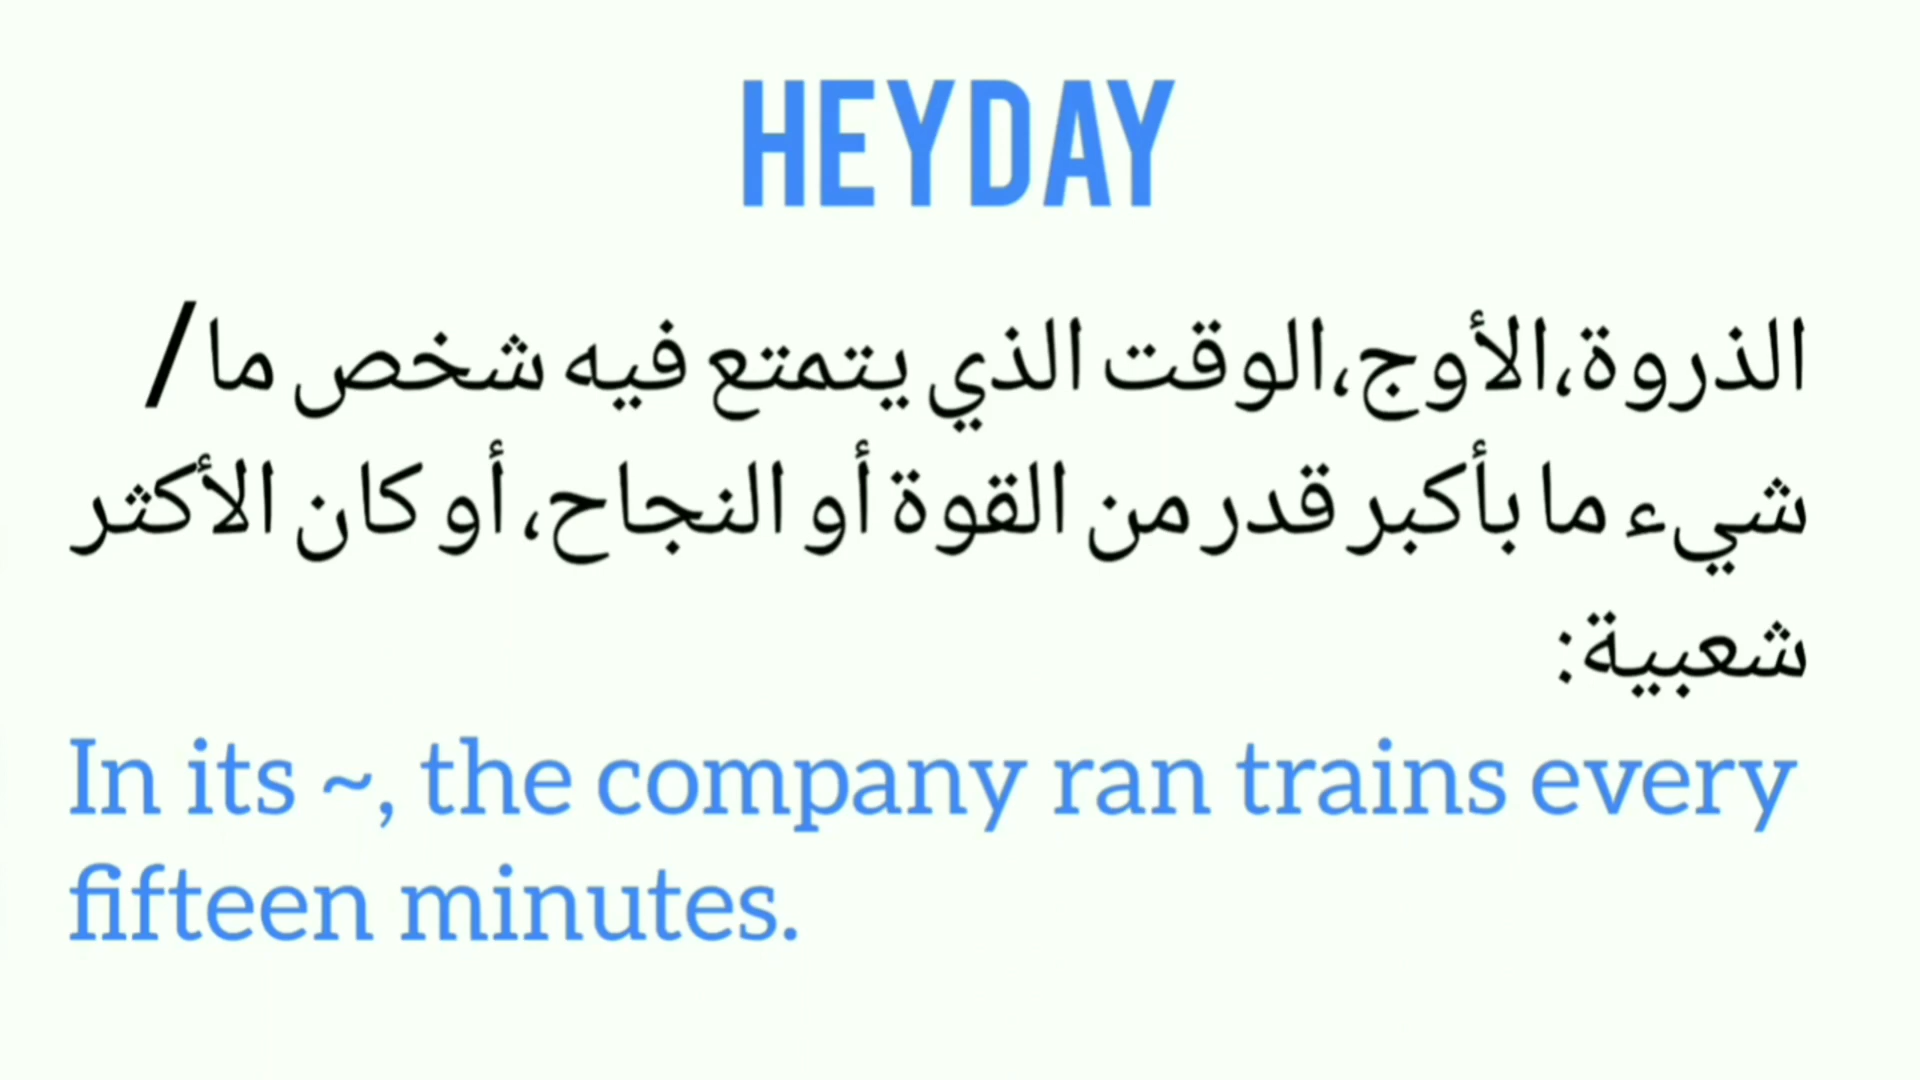 HEYDAY
الذروة،الأوج،الوقت الذي يتمتع فيه شخص ما/
شيء ما بأكبر قدر من القوة أو النجاح، أو كان الأكثر
شعبية:
In its ~, the company ran trains every
fifteen minutes.